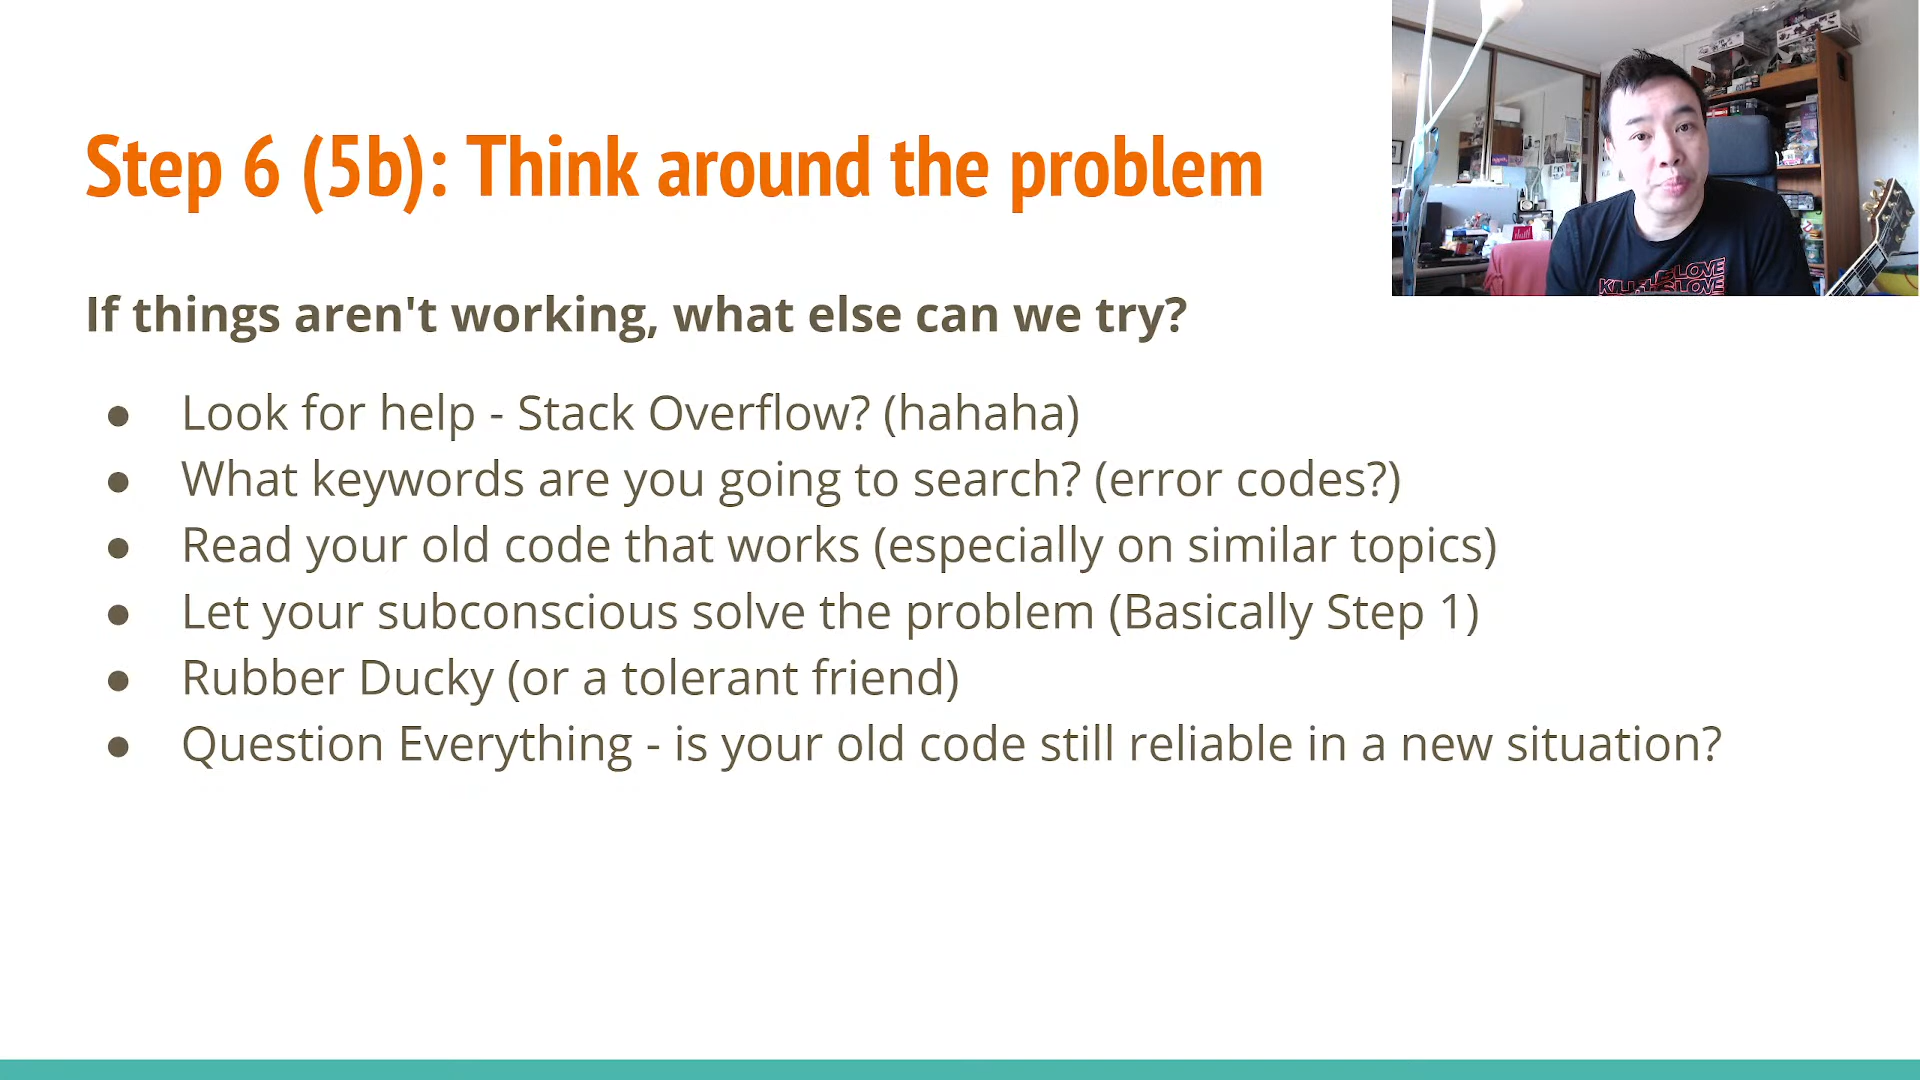 Step 6 (5b): Think around the problem
If things aren't working, what else can we try?
● Look for help - Stack Overflow? (hahaha)
● What keywords are you going to search? (error codes?)
● Read your old code that works (especially on similar topics)
● Let your subconscious solve the problem (Basically Step 1)
● Rubber Ducky (or a tolerant friend)
● Question Everything - is your old code still reliable in a new situation?